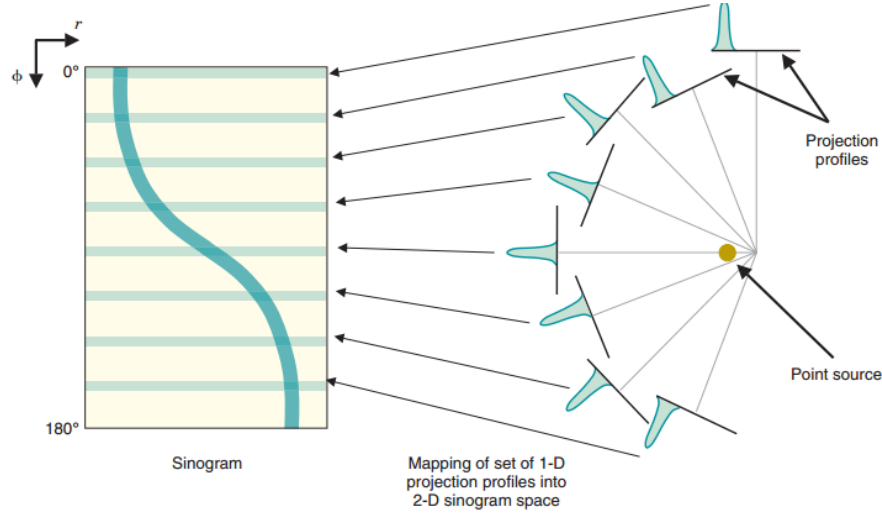 r
ϕ
0°
180°
Projection
profiles
Point source
Sinogram
Mapping of set of 1-D
projection profiles into
2-D sinogram space